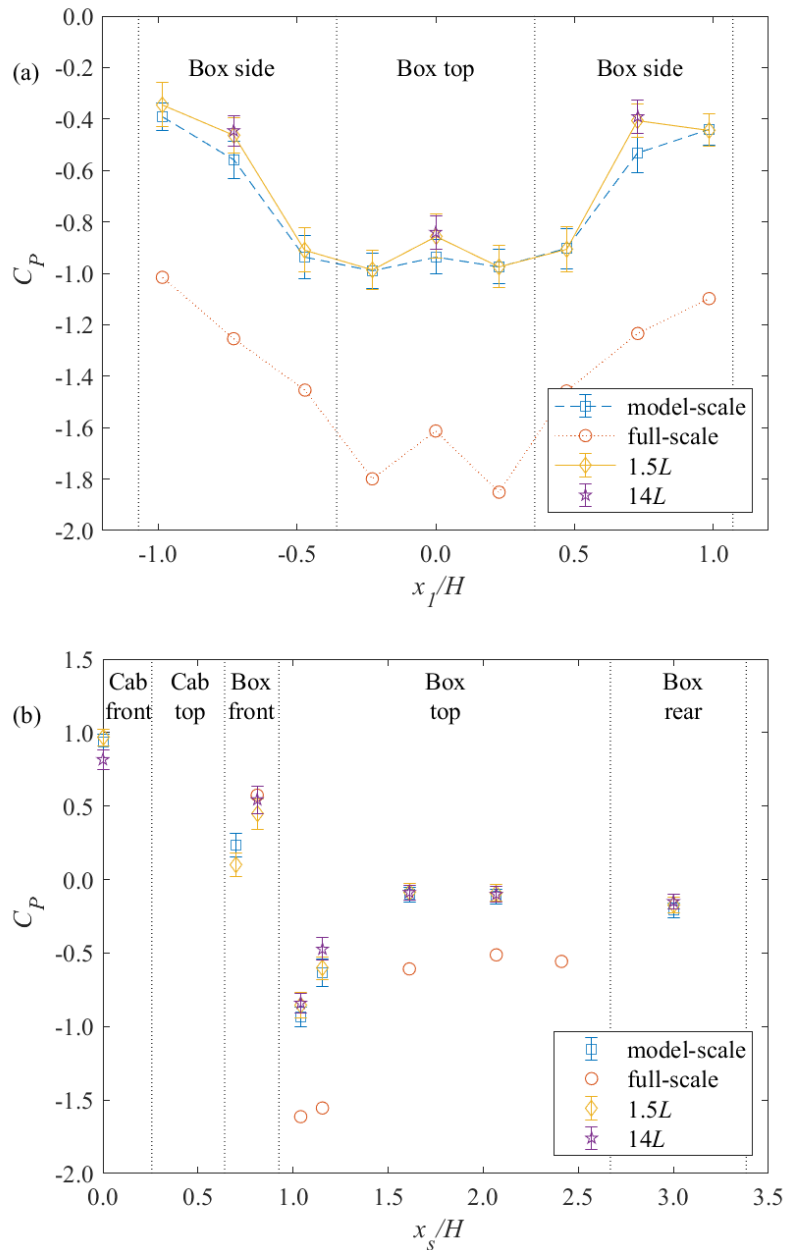 (a)
Box side Box top Box side
0.0
-0.2
-0.4
-0.6
-0.8
-1.0
-1.2
-1.4
-1.6
-1.8
-2.0
C_P
model-scale
full-scale
1.5L
14L
-1.0 -0.5 0.0 0.5 1.0
x_1/H
(b)
Cab front
Cab top
Box front
Box top
Box rear
1.5
1.0
0.5
0.0
-0.5
-1.0
-1.5
-2.0
C_P
model-scale
full-scale
1.5L
14L
0.0 0.5 1.0 1.5 2.0 2.5 3.0 3.5
x_s/H